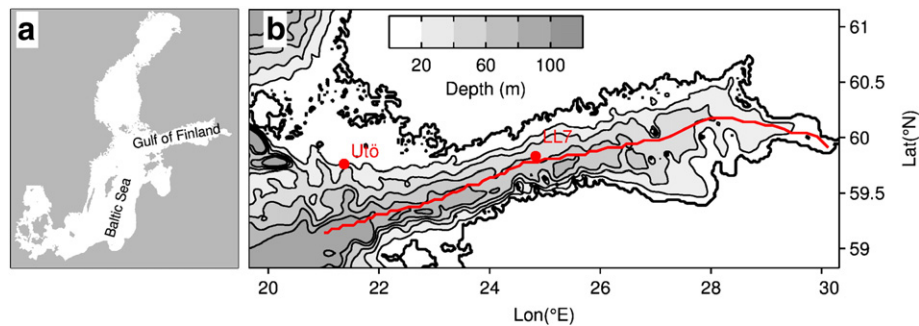 a
Gulf of Finland
Baltic Sea
b
20 60 100
Depth (m)
Utö
LL7
61
60.5
60
59.5
59
Lat(°N)
20 22 24 26 28 30
Lon(°E)